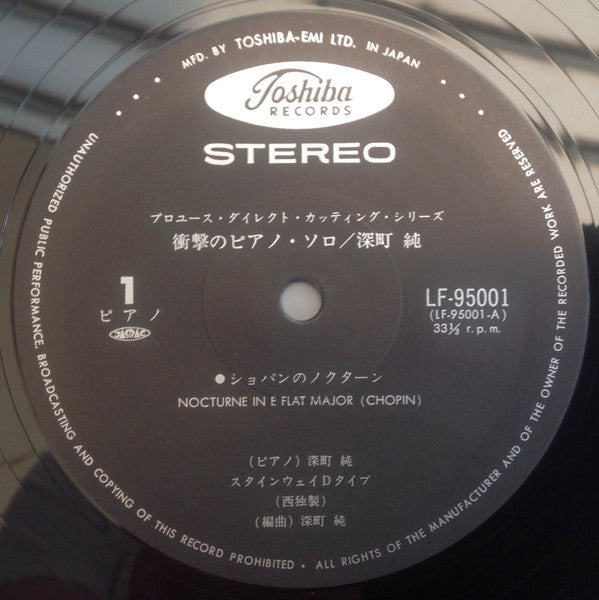 MFD. BY TOSHIBA-EMI LTD. IN JAPAN
Toshiba
RECORDS
STEREO
プロユース・ダイレクト・カッティング・シリーズ
衝撃のピアノ・ソロ/深町 純
1
ピアノ
JASRAC
LF-95001
(LF-95001-A)
33⅓ r.p.m.
●ショパンのノクターン
NOCTURNE IN E FLAT MAJOR (CHOPIN)
(ピアノ) 深町 純
スタインウェイDタイプ
(西独製)
(編曲) 深町 純
UNAUTHORIZED PUBLIC PERFORMANCE, BROADCASTING AND COPYING OF THIS RECORD PROHIBITED • ALL RIGHTS OF THE MANUFACTURER AND OF THE OWNER OF THE RECORDED WORK ARE RESERVED